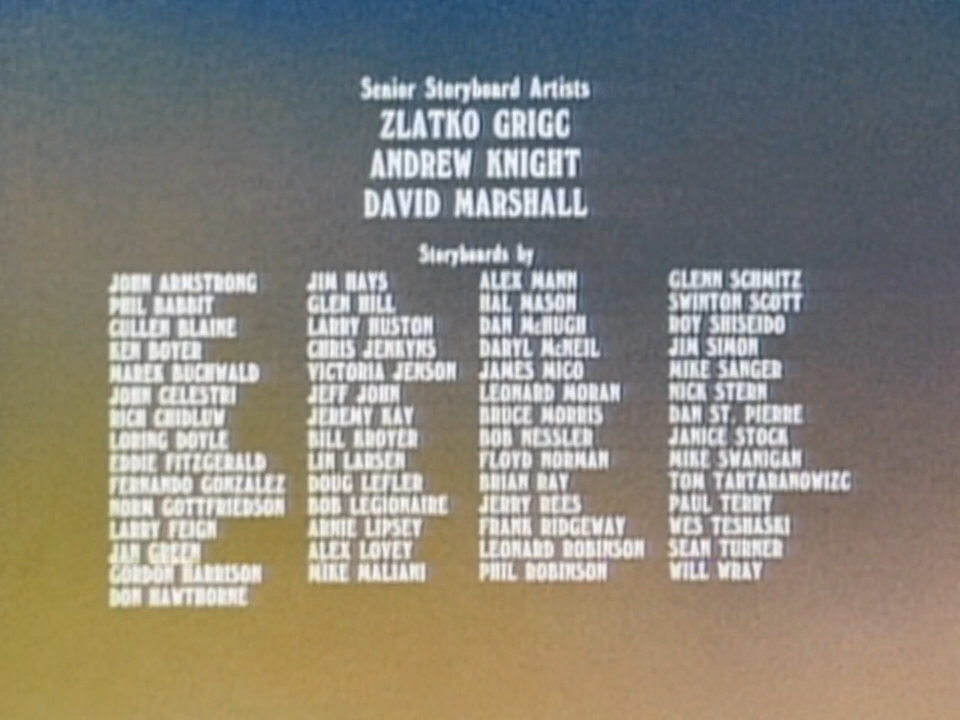 Senior Storyboard Artists
ZLATKO GRIGC
ANDREW KNIGHT
DAVID MARSHALL
Storyboards by
JOHN ARMSTRONG
PHIL BABBIT
CULLEN BLAINE
KEN BOYER
MAREK BUCHWALD
JOHN CELESTRI
RICH CHIDLUW
LORING DOYLE
EDDIE FITZGERALD
FERNANDO GONZALEZ
NORM GOTTFRIEDSON
LARRY FEIGN
JAN GREEN
GORDON HARRISON
DON HAWTHORNE
JIM HAYS
GLEN HILL
LARRY HUSTON
CHRIS JENKYNS
VICTORIA JENSON
JEFF JOHN
JEREMY KAY
BILL KROYER
LIN LARSEN
DOUG LEFLER
BOB LEGIONAIRE
ARNIE LIPSEY
ALEX LOVEY
MIKE MALIANI
ALEX MANN
HAL MASON
DAN McHUGH
DARYL McNEIL
JAMES MICO
LEONARD MORAN
BRUCE MORRIS
BOB NESSLER
FLOYD NORMAN
BRIAN RAY
JERRY REES
FRANK RIDGEWAY
LEONARD ROBINSON
PHIL ROBINSON
GLENN SCHMITZ
SWINTON SCOTT
ROY SHISEIDO
JIM SIMON
MIKE SANGER
NICK STERN
DAN ST. PIERRE
JANICE STOCK
MIKE SWANIGAN
TOM TARTARANOWIZC
PAUL TERRY
WES TESHASKI
SEAN TURNER
WILL WRAY